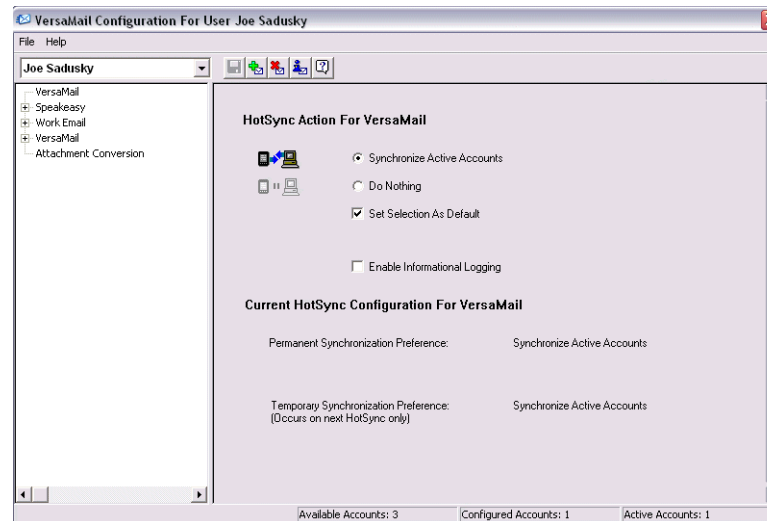 VersaMail Configuration For User Joe Sadusky
File Help
Joe Sadusky
VersaMail
Speakeasy
Work Email
VersaMail
Attachment Conversion
HotSync Action For VersaMail
Synchronize Active Accounts
Do Nothing
Set Selection As Default
Enable Informational Logging
Current HotSync Configuration For VersaMail
Permanent Synchronization Preference: Synchronize Active Accounts
Temporary Synchronization Preference: Synchronize Active Accounts
(Occurs on next HotSync only)
Available Accounts: 3 Configured Accounts: 1 Active Accounts: 1